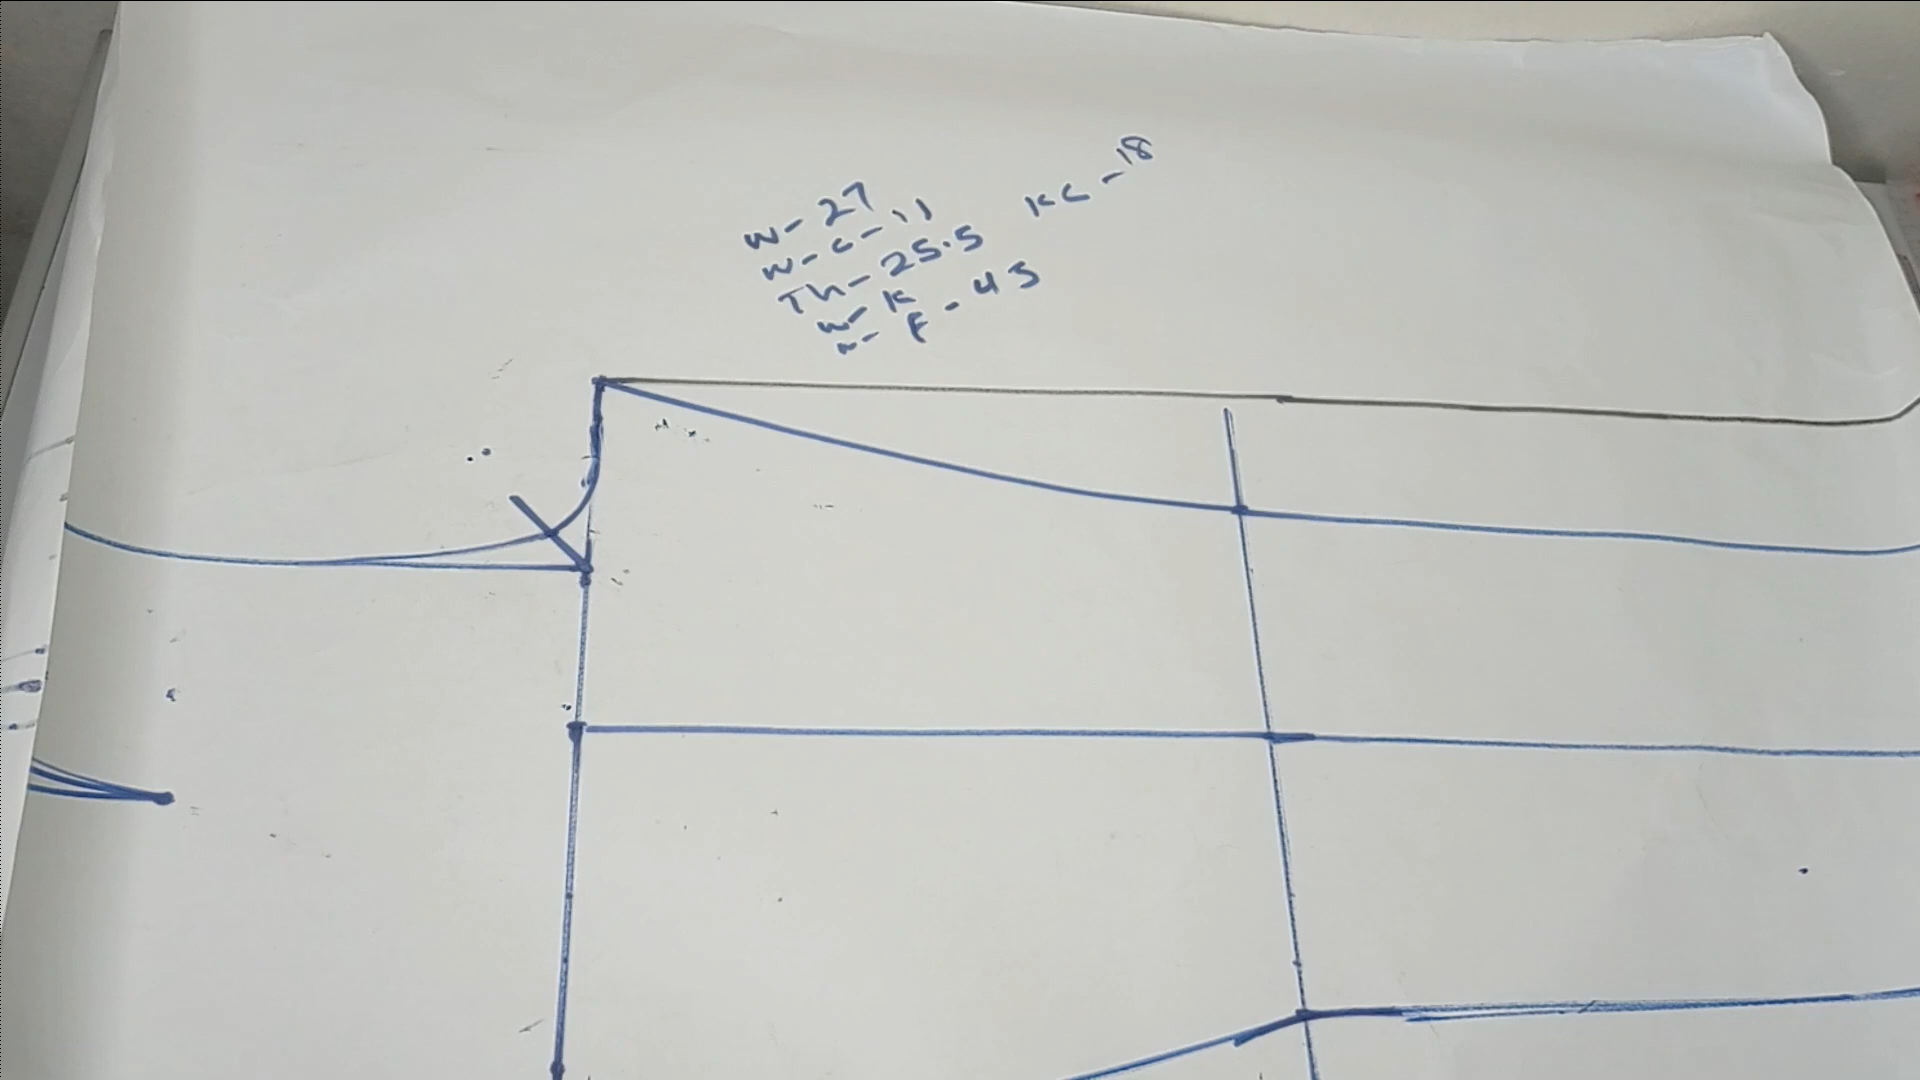 W - 27
W - C - 11
Th - 25.5
KC - 18
W - K
W - F - 45